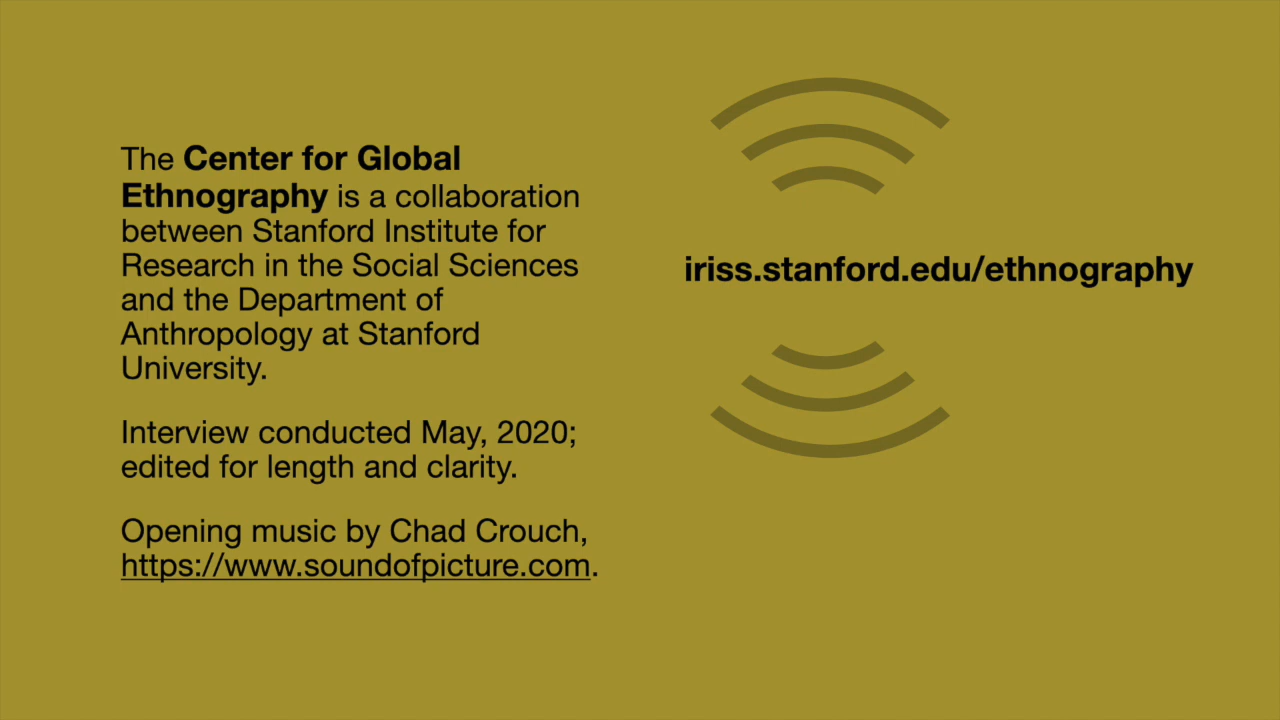 The Center for Global
Ethnography is a collaboration
between Stanford Institute for
Research in the Social Sciences
and the Department of
Anthropology at Stanford
University.
Interview conducted May, 2020;
edited for length and clarity.
Opening music by Chad Crouch,
https://www.soundofpicture.com.
iriss.stanford.edu/ethnography